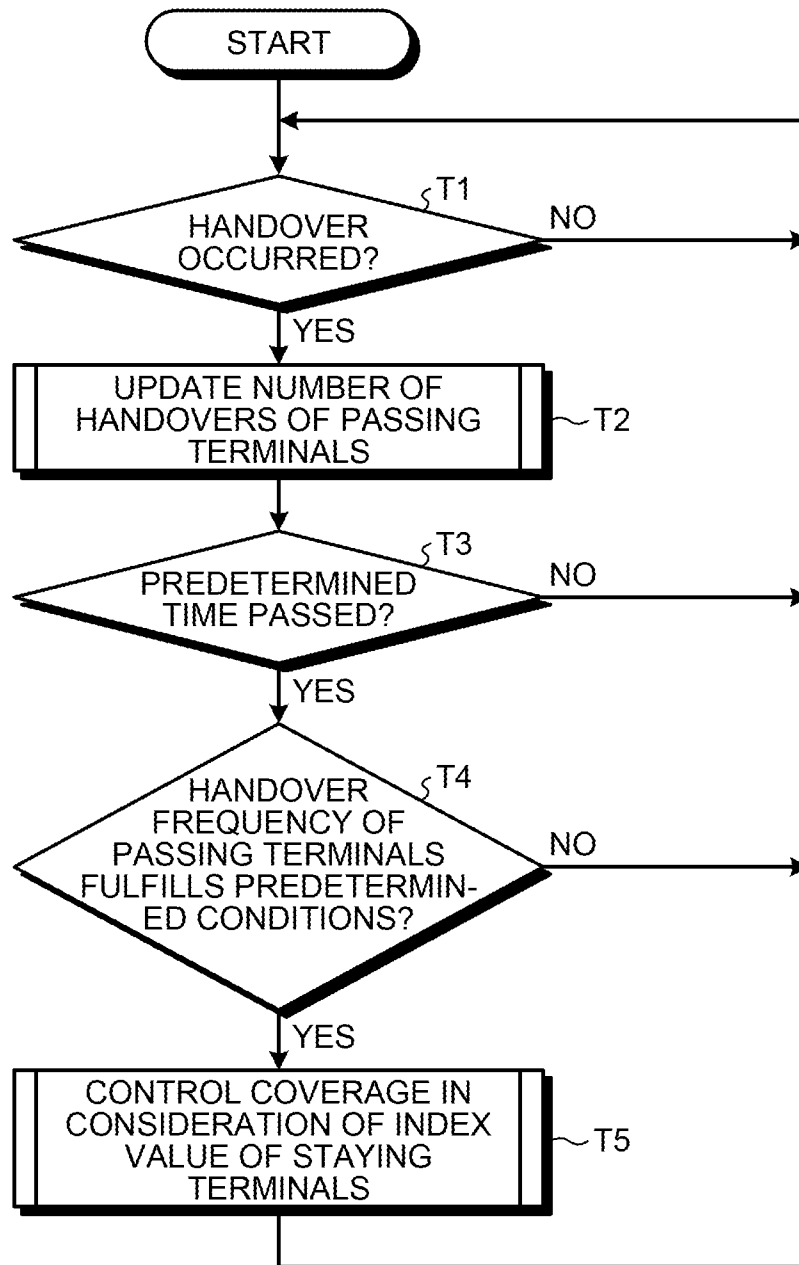 START
T1
HANDOVER
OCCURRED?
NO
YES
UPDATE NUMBER OF
HANDOVERS OF PASSING
TERMINALS
T2
T3
PREDETERMINED
TIME PASSED?
NO
YES
T4
HANDOVER
FREQUENCY OF
PASSING TERMINALS
FULFILLS PREDETERMIN-
ED CONDITIONS?
NO
YES
CONTROL COVERAGE IN
CONSIDERATION OF INDEX
VALUE OF STAYING
TERMINALS
T5